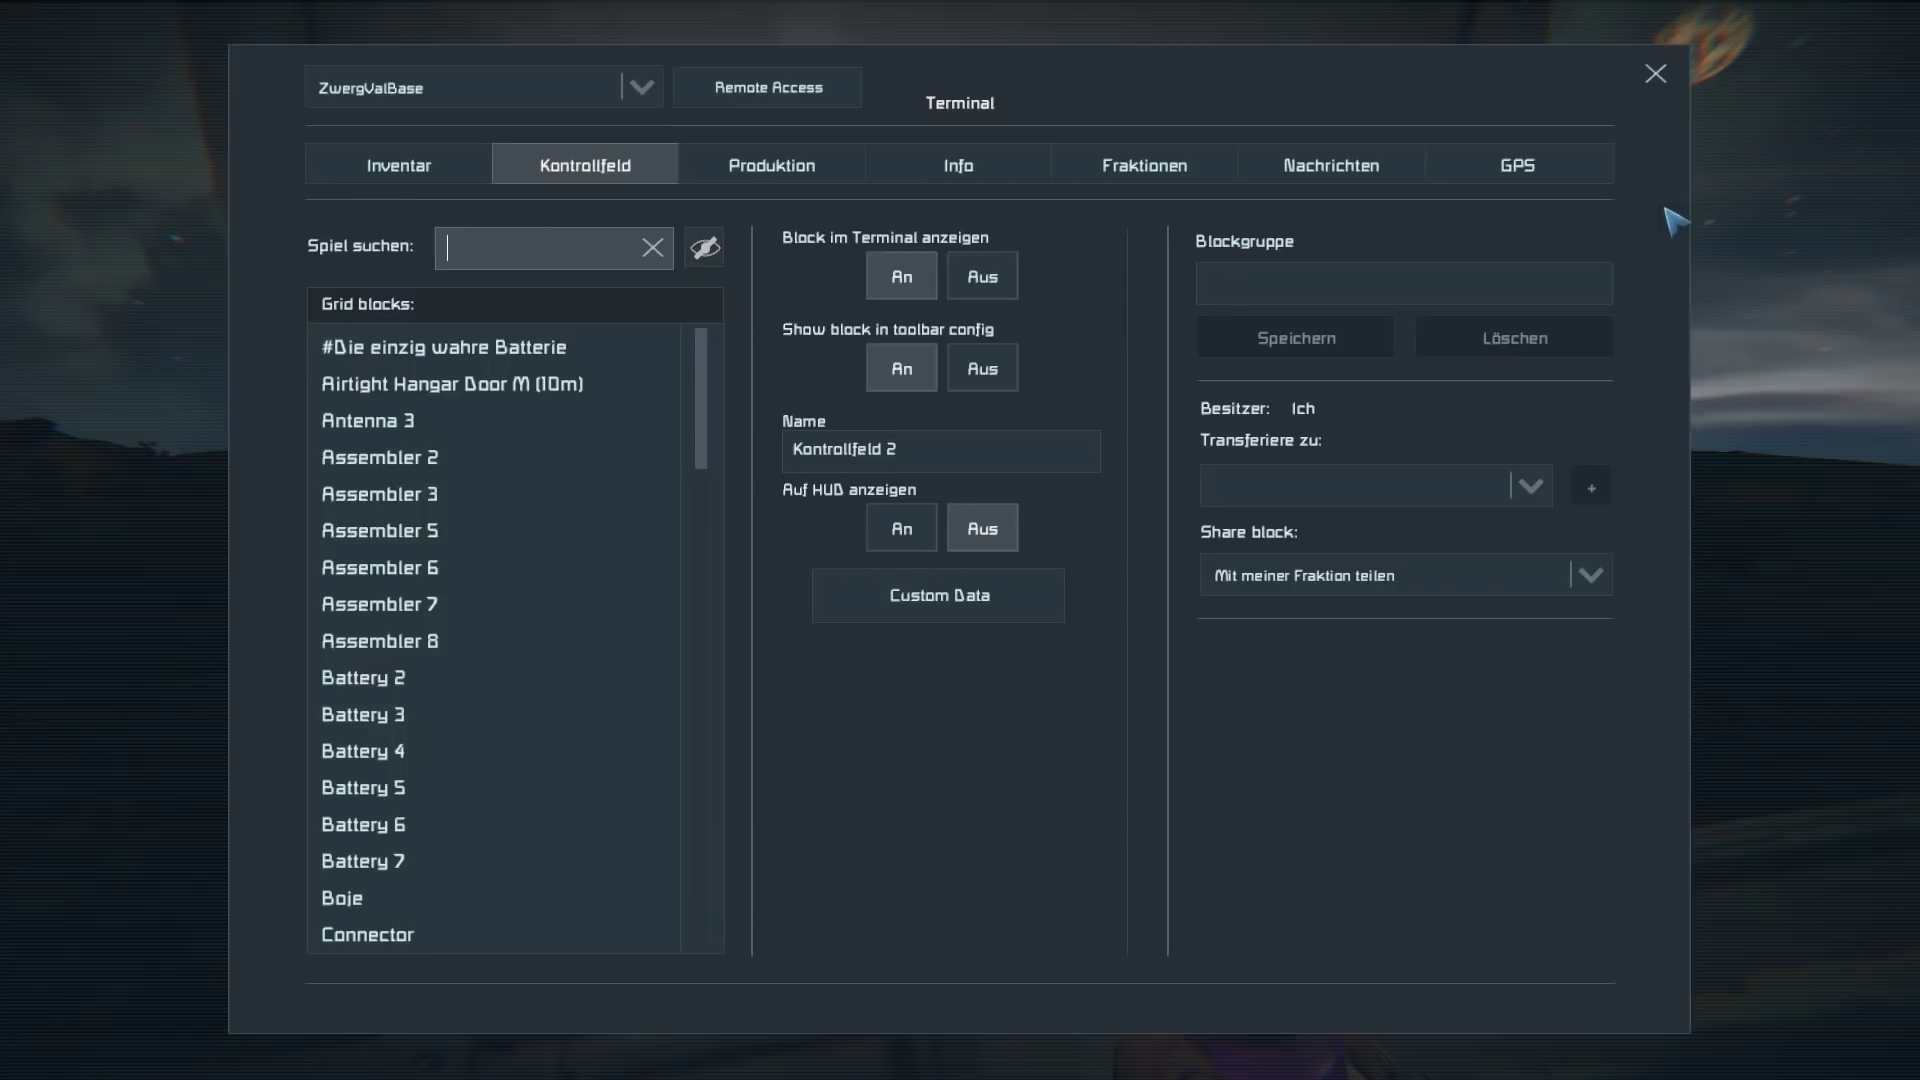 ZwergValBase
Remote Access
Terminal
Inventar
Kontrollfeld
Produktion
Info
Fraktionen
Nachrichten
GPS
Spiel suchen:
Grid blocks:
#Die einzig wahre Batterie
Airtight Hangar Door M (10m)
Antenna 3
Assembler 2
Assembler 3
Assembler 5
Assembler 6
Assembler 7
Assembler 8
Battery 2
Battery 3
Battery 4
Battery 5
Battery 6
Battery 7
Boje
Connector
Block im Terminal anzeigen
An
Aus
Show block in toolbar config
An
Aus
Name
Kontrollfeld 2
Auf HUD anzeigen
An
Aus
Custom Data
Blockgruppe
Speichern
Löschen
Besitzer: Ich
Transferiere zu:
+
Share block:
Mit meiner Fraktion teilen